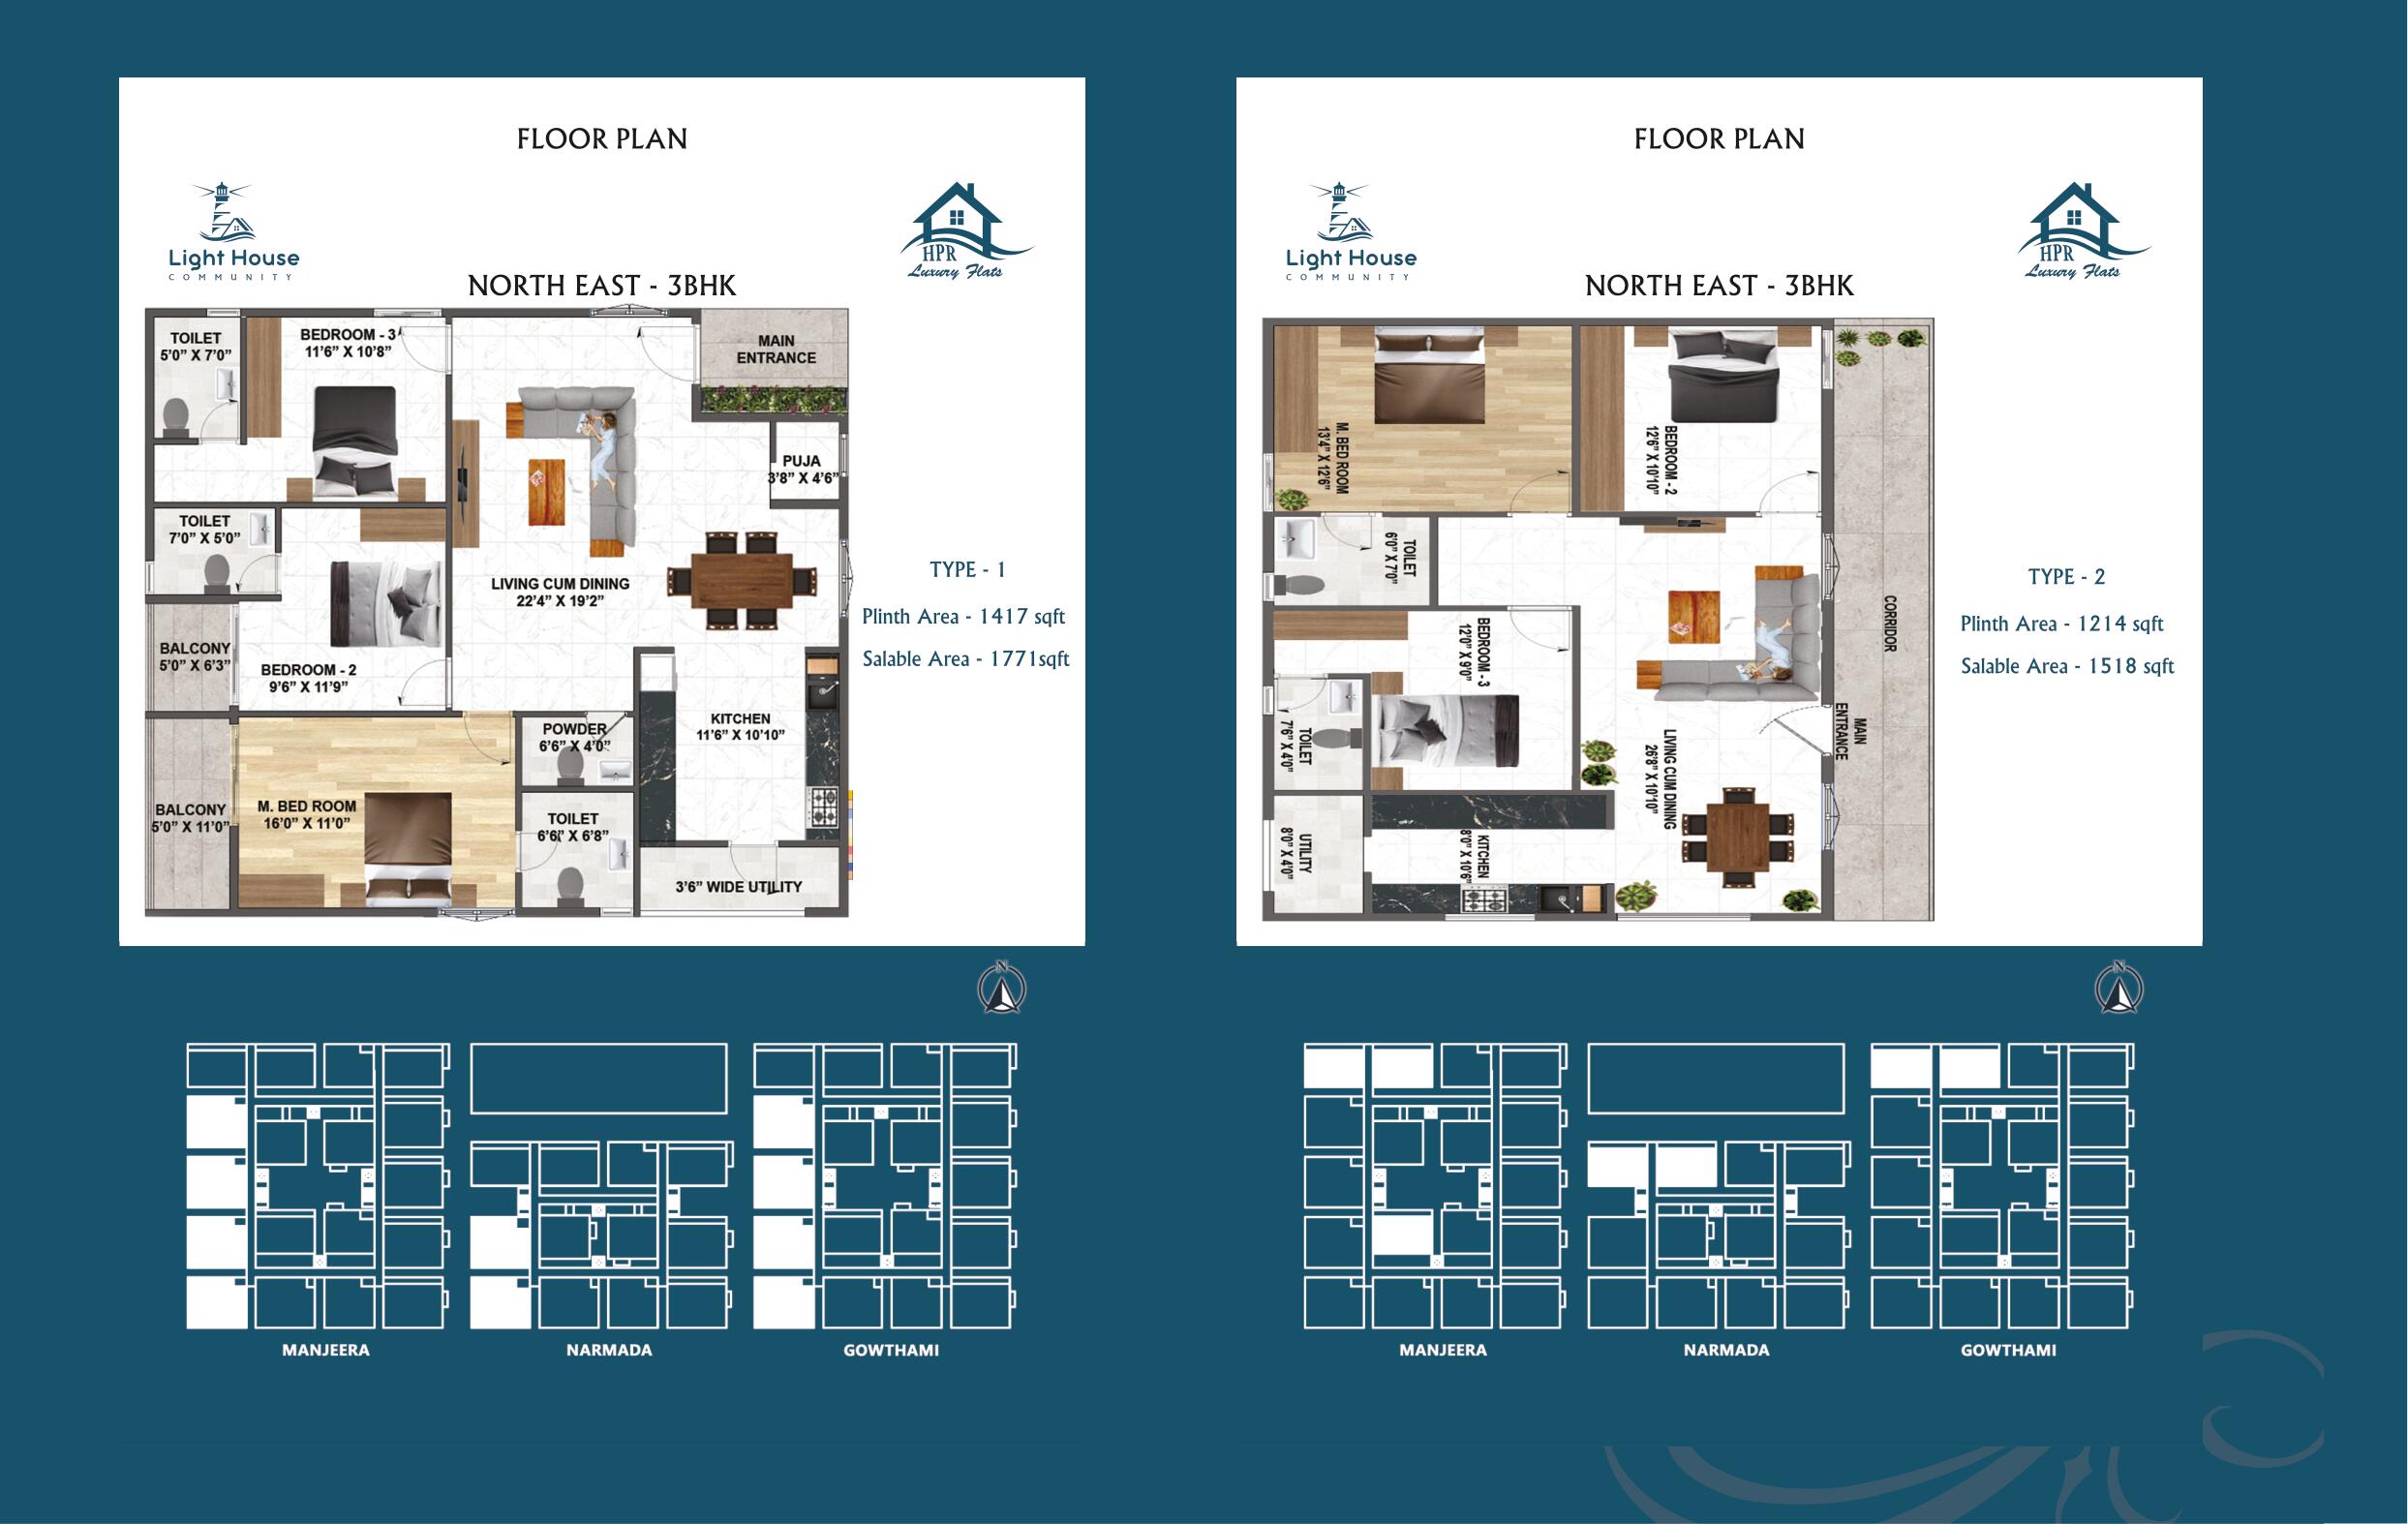 FLOOR PLAN
Light House
COMMUNITY
HPR
Luxury Flats
NORTH EAST - 3BHK
TOILET
5'0” X 7'0”
BEDROOM - 3
11'6” X 10'8”
MAIN
ENTRANCE
PUJA
3'8” X 4'6”
TOILET
7'0” X 5'0”
LIVING CUM DINING
22'4” X 19'2”
BALCONY
5'0” X 6'3”
BEDROOM - 2
9'6” X 11'9”
POWDER
6'6” X 4'0”
KITCHEN
11'6” X 10'10”
BALCONY
5'0” X 11'0”
M. BED ROOM
16'0” X 11'0”
TOILET
6'6” X 6'8”
3'6” WIDE UTILITY
TYPE - 1
Plinth Area - 1417 sqft
Salable Area - 1771sqft
N
MANJEERA
NARMADA
GOWTHAMI
FLOOR PLAN
Light House
COMMUNITY
HPR
Luxury Flats
NORTH EAST - 3BHK
M. BED ROOM
13'4” X 12'6”
BEDROOM - 2
12'6” X 10'10”
TOILET
6'0” X 7'0”
BEDROOM - 3
12'0” X 9'0”
CORRIDOR
TOILET
7'6” X 4'0”
LIVING CUM DINING
26'8” X 10'10”
MAIN
ENTRANCE
UTILITY
8'0” X 4'0”
KITCHEN
8'0” X 10'6”
TYPE - 2
Plinth Area - 1214 sqft
Salable Area - 1518 sqft
N
MANJEERA
NARMADA
GOWTHAMI